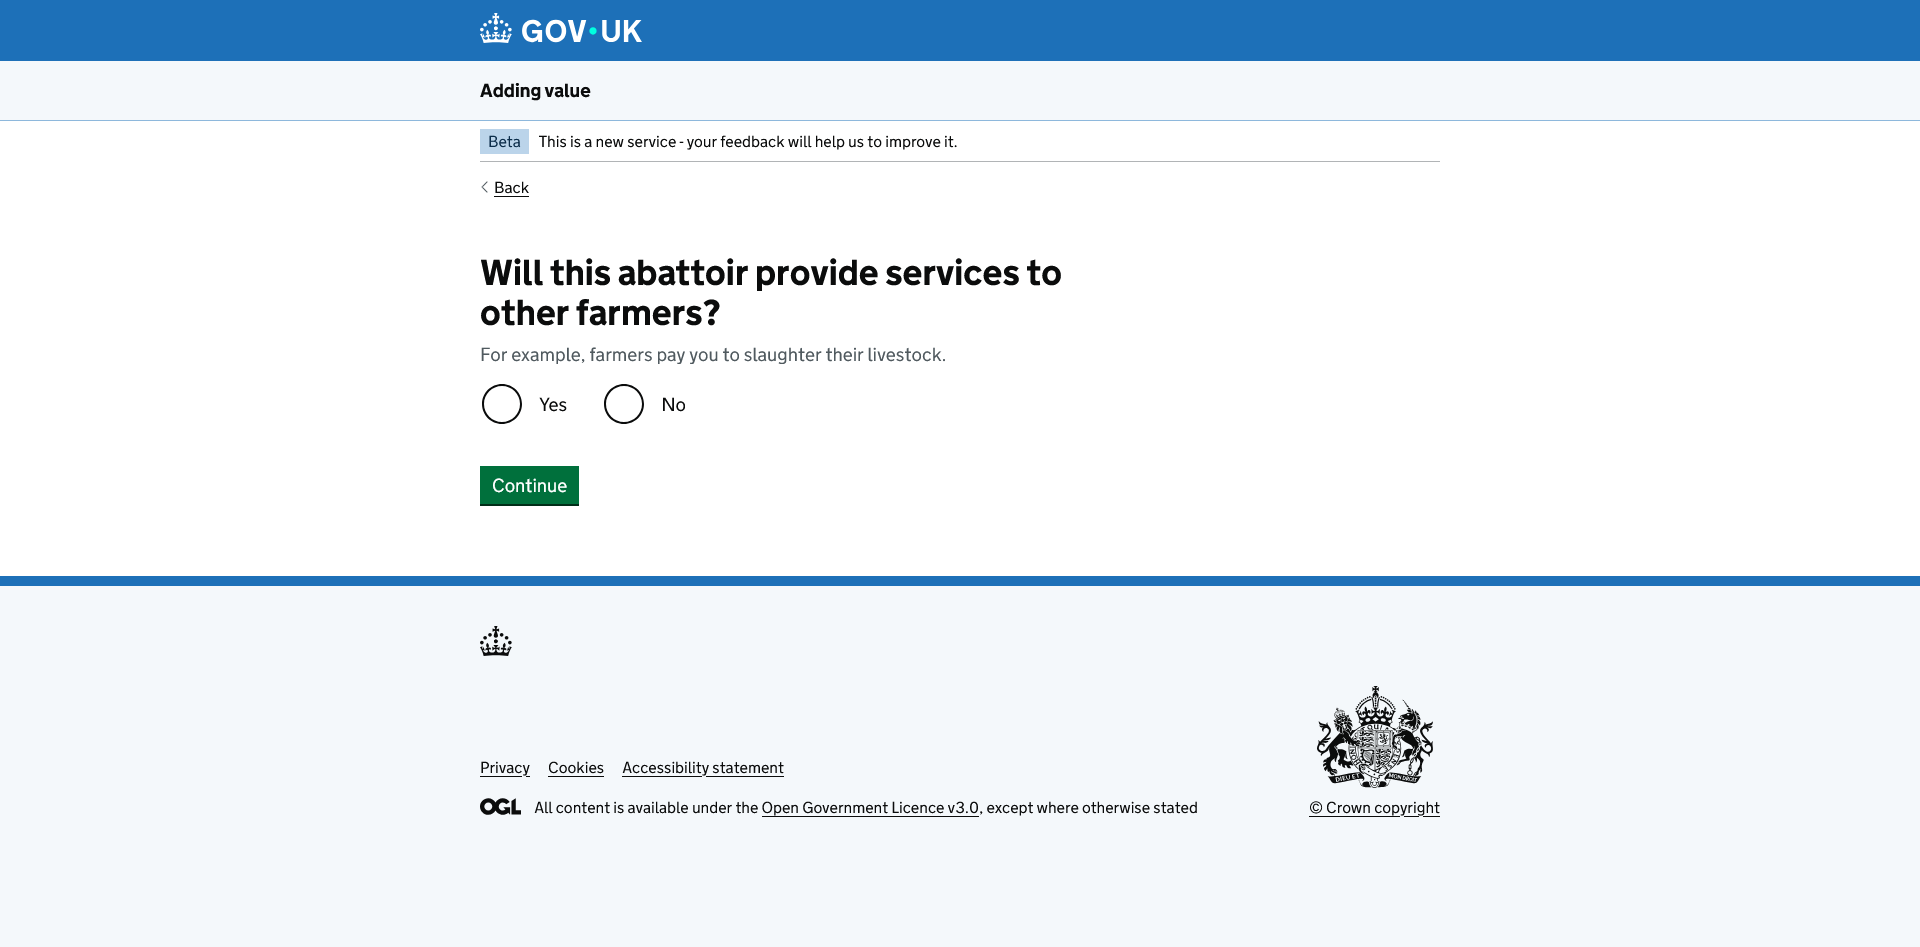 GOV·UK
Adding value
Beta This is a new service - your feedback will help us to improve it.
Back
Will this abattoir provide services to
other farmers?
For example, farmers pay you to slaughter their livestock.
Yes No
Continue
Privacy Cookies Accessibility statement
OGL All content is available under the Open Government Licence v3.0, except where otherwise stated
DIEU ET MON DROIT
© Crown copyright